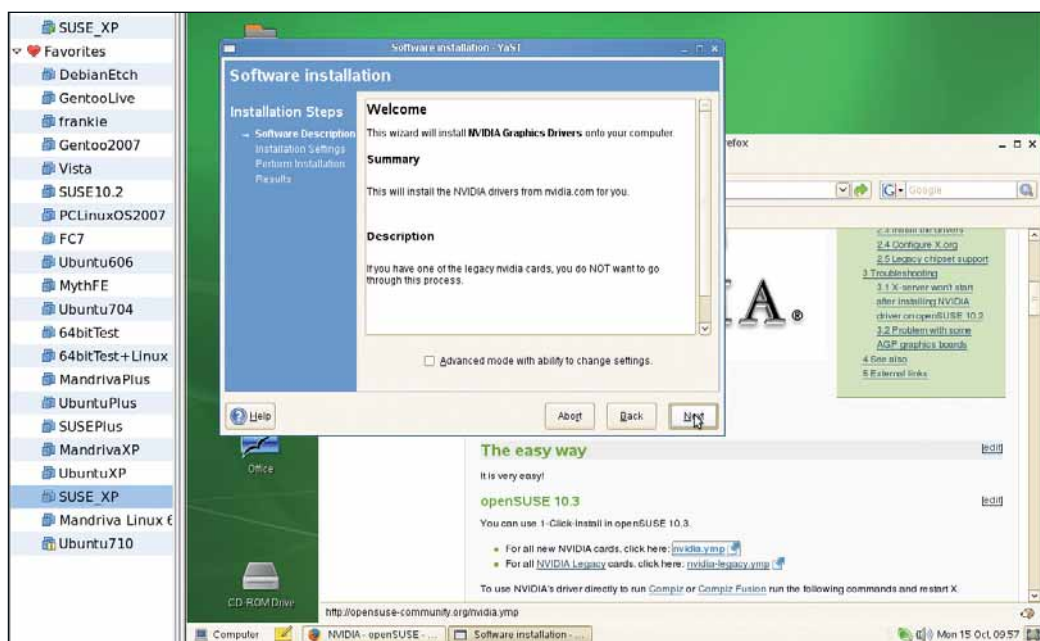 SUSE_XP
Favorites
DebianEtch
GentooLive
frankie
Gentoo2007
Vista
SUSE10.2
PCLinuxOS2007
FC7
Ubuntu606
MythFE
Ubuntu704
64bitTest
64bitTest+Linux
MandrivaPlus
UbuntuPlus
SUSEPlus
MandrivaXP
UbuntuXP
SUSE_XP
Mandriva Linux
Ubuntu710
Software installation - YaST
Software installation
Installation Steps
Software Description
Installation Settings
Perform Installation
Results
Welcome
This wizard will install NVIDIA Graphics Drivers onto your computer.
Summary
This will install the NVIDIA drivers from nvidia.com for you.
Description
If you have one of the legacy nvidia cards, you do NOT want to go
through this process.
Advanced mode with ability to change settings.
Help
Abort
Back
Next
efox
Google
2.3 Install the drivers
2.4 Configure X.org
2.5 Legacy chipset support
3 Troubleshooting
3.1 X-server won't start
after installing NVIDIA
driver on openSUSE 10.2
3.2 Problem with some
AGP graphics boards
4 See also
5 External links
IA.®
The easy way
[edit]
It is very easy!
openSUSE 10.3
[edit]
You can use 1-Click-Install in openSUSE 10.3.
For all new NVIDIA cards, click here: nvidia.ymp
For all NVIDIA Legacy cards, click here: nvidia-legacy.ymp
To use NVIDIA's driver directly to run Compiz or Compiz Fusion run the following commands and restart X.
Office
CD-ROM Drive
http://opensuse-community.org/nvidia.ymp
Computer
NVIDIA - openSUSE - ...
Software installation - ...
Mon 15 Oct, 09:57